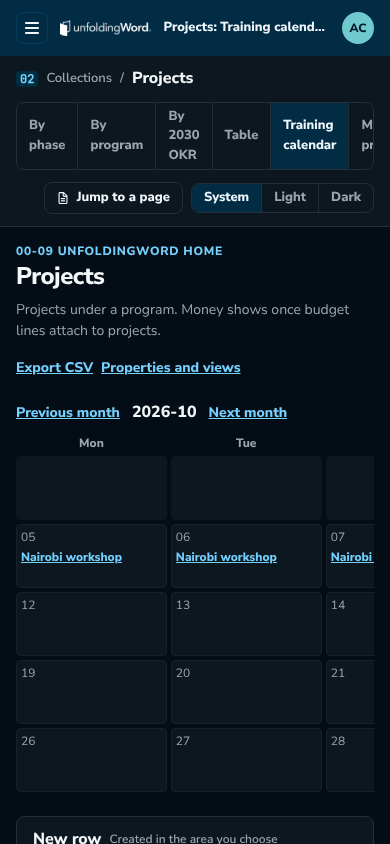 unfoldingWord. Projects: Training calend... AC
02 Collections / Projects
By phase
By program
By 2030 OKR
Table
Training calendar
Jump to a page
System Light Dark
00-09 UNFOLDINGWORD HOME
Projects
Projects under a program. Money shows once budget
lines attach to projects.
Export CSV Properties and views
Previous month 2026-10 Next month
Mon Tue
05 06 07
Nairobi workshop Nairobi workshop Nairobi
12 13 14
19 20 21
26 27 28
New row Created in the area you choose